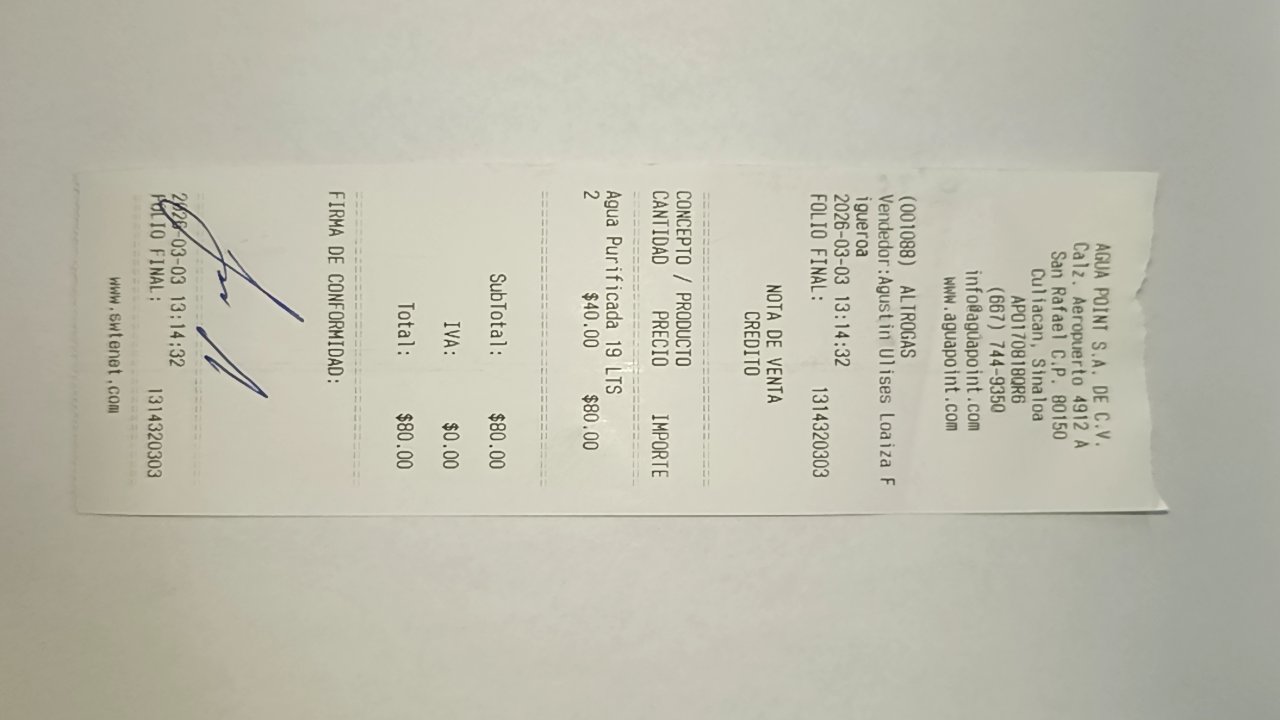 AGUA POINT S.A. DE C.V.
Calz. Aeropuerto 4912 A
San Rafael C.P. 80150
Culiacan, Sinaloa
APO170818QR6
(667) 744-9350
info@aguapoint.com
www.aguapoint.com
(001088) ALTROGAS
Vendedor:Agustin Ulises Loaiza F
igueroa
2026-03-03 13:14:32
FOLIO FINAL: 1314320303
NOTA DE VENTA
CREDITO
CONCEPTO / PRODUCTO
CANTIDAD PRECIO IMPORTE
Agua Purificada 19 LTS
2 $40.00 $80.00
SubTotal: $80.00
IVA: $0.00
Total: $80.00
FIRMA DE CONFORMIDAD:
2026-03-03 13:14:32
FOLIO FINAL: 1314320303
www.swtenet.com